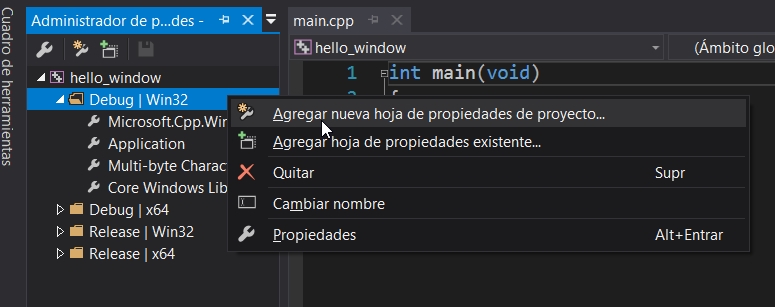 Cuadro de herramientas
Administrador de p...des
hello_window
Debug | Win32
Microsoft.Cpp.Win
Application
Multi-byte Charac
Core Windows Lib
Debug | x64
Release | Win32
Release | x64
main.cpp
hello_window
(Ámbito glo
1 int main(void)
Agregar nueva hoja de propiedades de proyecto...
Agregar hoja de propiedades existente...
Quitar Supr
Cambiar nombre
Propiedades Alt+Entrar